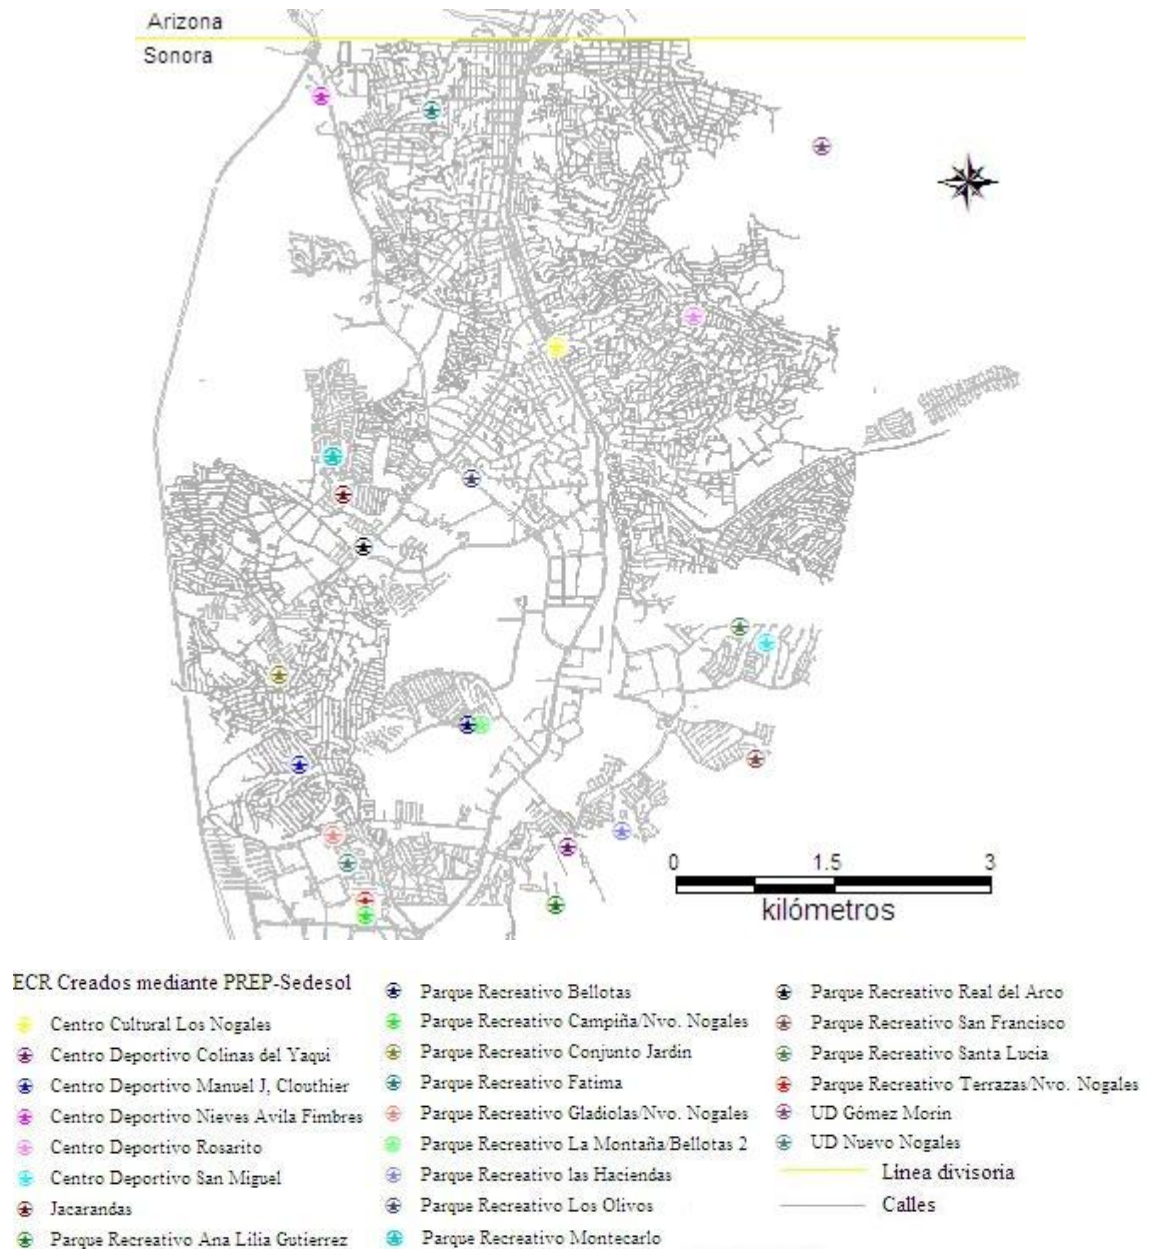 Arizona
Sonora
0 1.5 3
kilómetros
ECR Creados mediante PREP-Sedesol
Centro Cultural Los Nogales
Centro Deportivo Colinas del Yaqui
Centro Deportivo Manuel J, Clouthier
Centro Deportivo Nieves Avila Fimbres
Centro Deportivo Rosarito
Centro Deportivo San Miguel
Jacarandas
Parque Recreativo Ana Lilia Gutierrez
Parque Recreativo Bellotas
Parque Recreativo Campiña/Nvo. Nogales
Parque Recreativo Conjunto Jardin
Parque Recreativo Fatima
Parque Recreativo Gladiolas/Nvo. Nogales
Parque Recreativo La Montaña/Bellotas 2
Parque Recreativo las Haciendas
Parque Recreativo Los Olivos
Parque Recreativo Montecarlo
Parque Recreativo Real del Arco
Parque Recreativo San Francisco
Parque Recreativo Santa Lucia
Parque Recreativo Terrazas/Nvo. Nogales
UD Gómez Morin
UD Nuevo Nogales
Linea divisoria
Calles